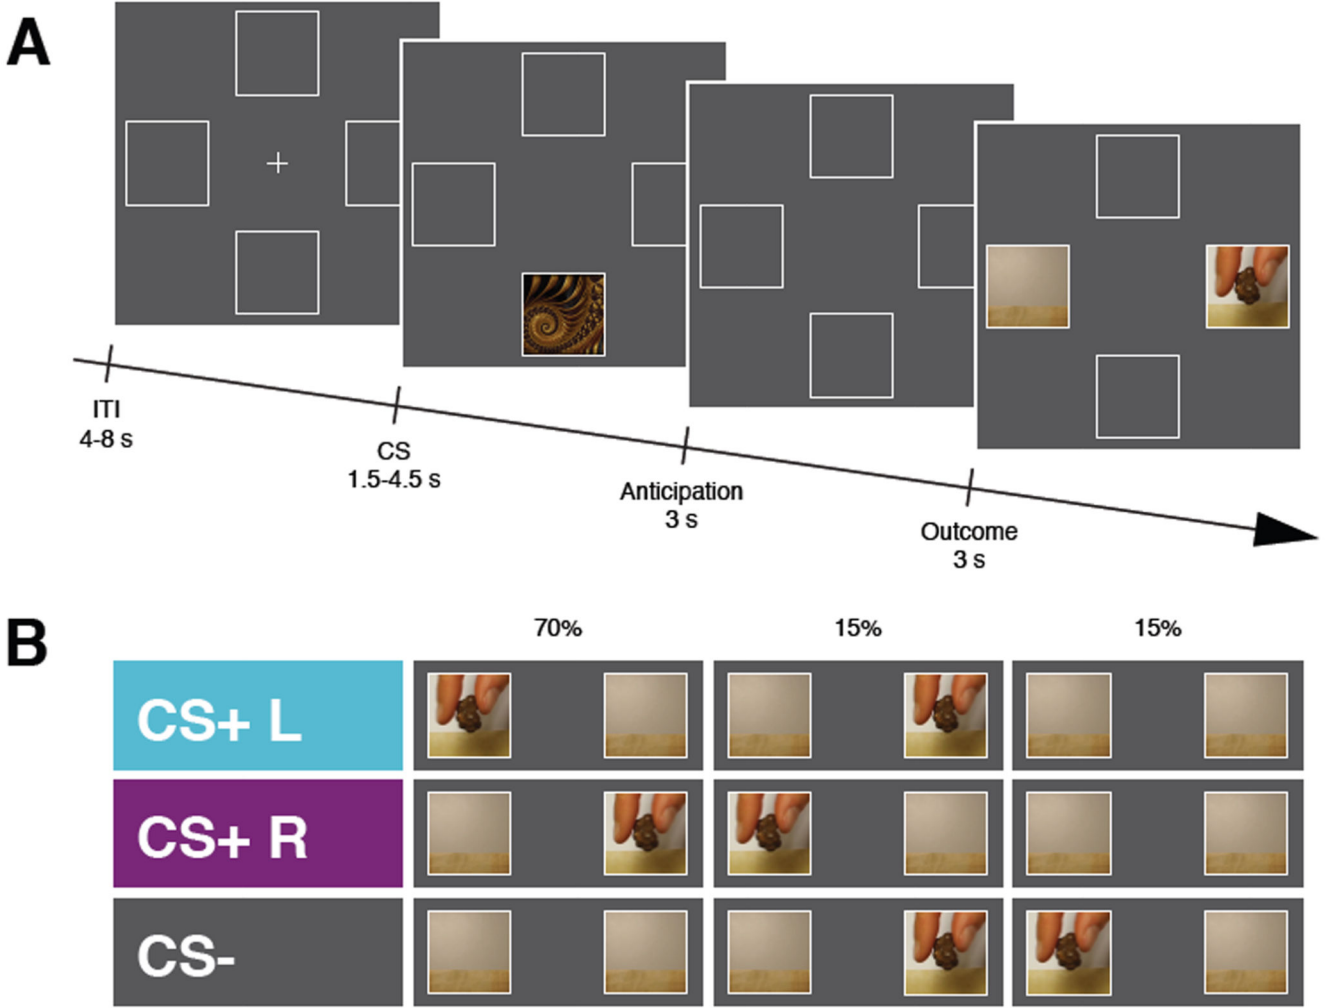 A
ITI
4-8 s
CS
1.5-4.5 s
Anticipation
3 s
Outcome
3 s
B
70%
15%
15%
CS+ L
CS+ R
CS-